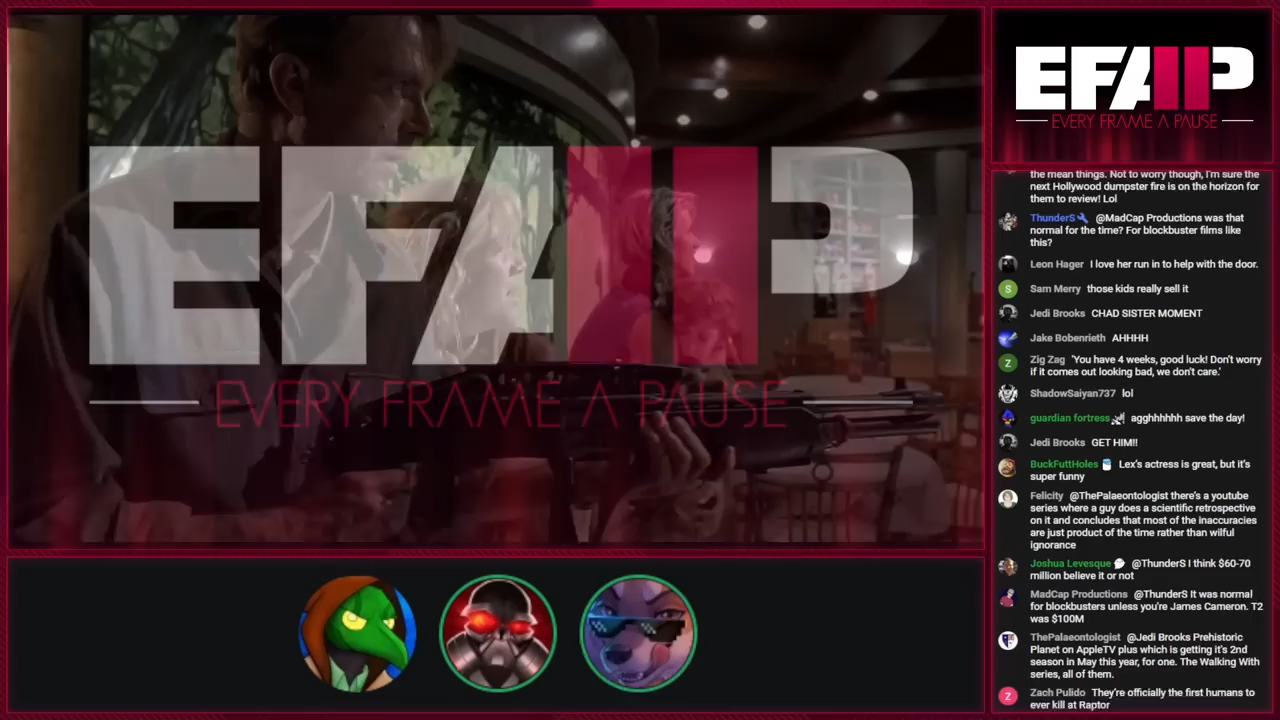 EFAP
EVERY FRAME A PAUSE
EFAP
EVERY FRAME A PAUSE
the mean things. Not to worry though, I'm sure the
next Hollywood dumpster fire is on the horizon for
them to review! Lol
ThunderS @MadCap Productions was that
normal for the time? For blockbuster films like
this?
Leon Hager I love her run in to help with the door.
S Sam Merry those kids really sell it
Jedi Brooks CHAD SISTER MOMENT
Jake Bobenrieth AHHHH
Z Zig Zag 'You have 4 weeks, good luck! Don't worry
if it comes out looking bad, we don't care.'
ShadowSaiyan737 lol
guardian fortress agghhhhhh save the day!
Jedi Brooks GET HIM!!
BuckFuttHoles Lex's actress is great, but it's
super funny
Felicity @ThePalaeontologist there's a youtube
series where a guy does a scientific retrospective
on it and concludes that most of the inaccuracies
are just product of the time rather than wilful
ignorance
Joshua Levesque @ThunderS I think $60-70
million believe it or not
MadCap Productions @ThunderS It was normal
for blockbusters unless you're James Cameron. T2
was $100M
ThePalaeontologist @Jedi Brooks Prehistoric
Planet on AppleTV plus which is getting it's 2nd
season in May this year, for one. The Walking With
series, all of them.
Z Zach Pulido They're officially the first humans to
ever kill at Raptor